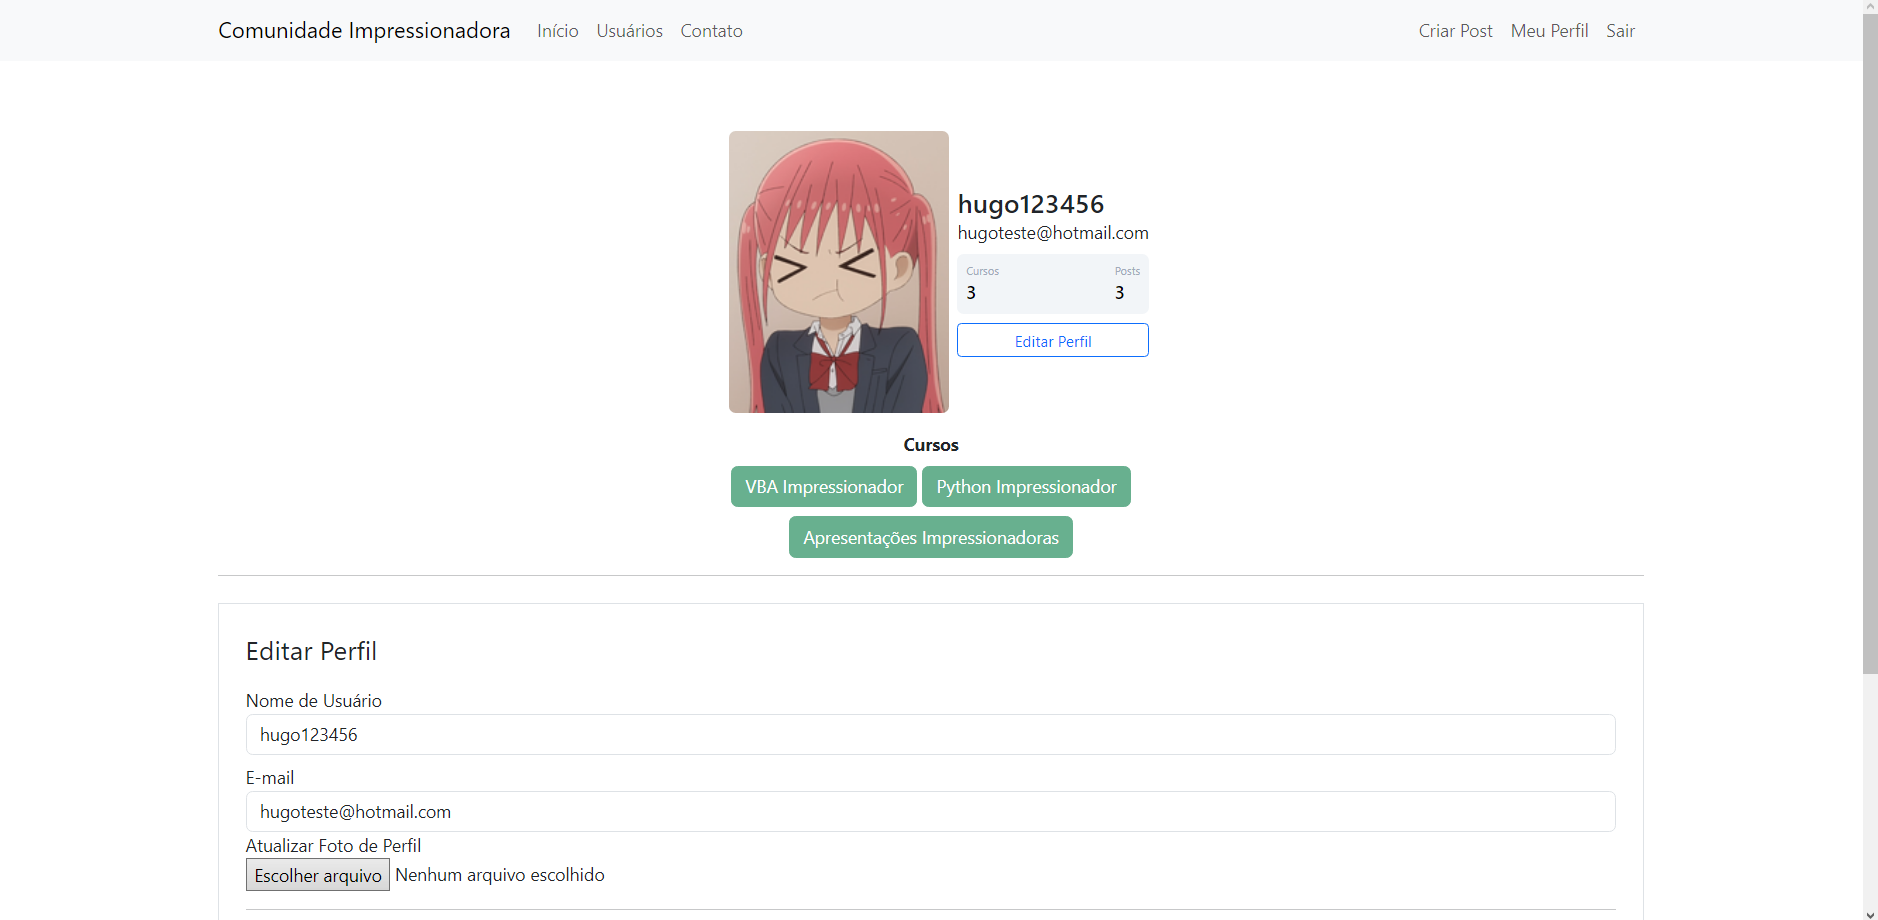 Comunidade Impressionadora Início Usuários Contato Criar Post Meu Perfil Sair
hugo123456
hugoteste@hotmail.com
Cursos Posts
3 3
Editar Perfil
Cursos
VBA Impressionador Python Impressionador
Apresentações Impressionadoras
Editar Perfil
Nome de Usuário
hugo123456
E-mail
hugoteste@hotmail.com
Atualizar Foto de Perfil
Escolher arquivo Nenhum arquivo escolhido